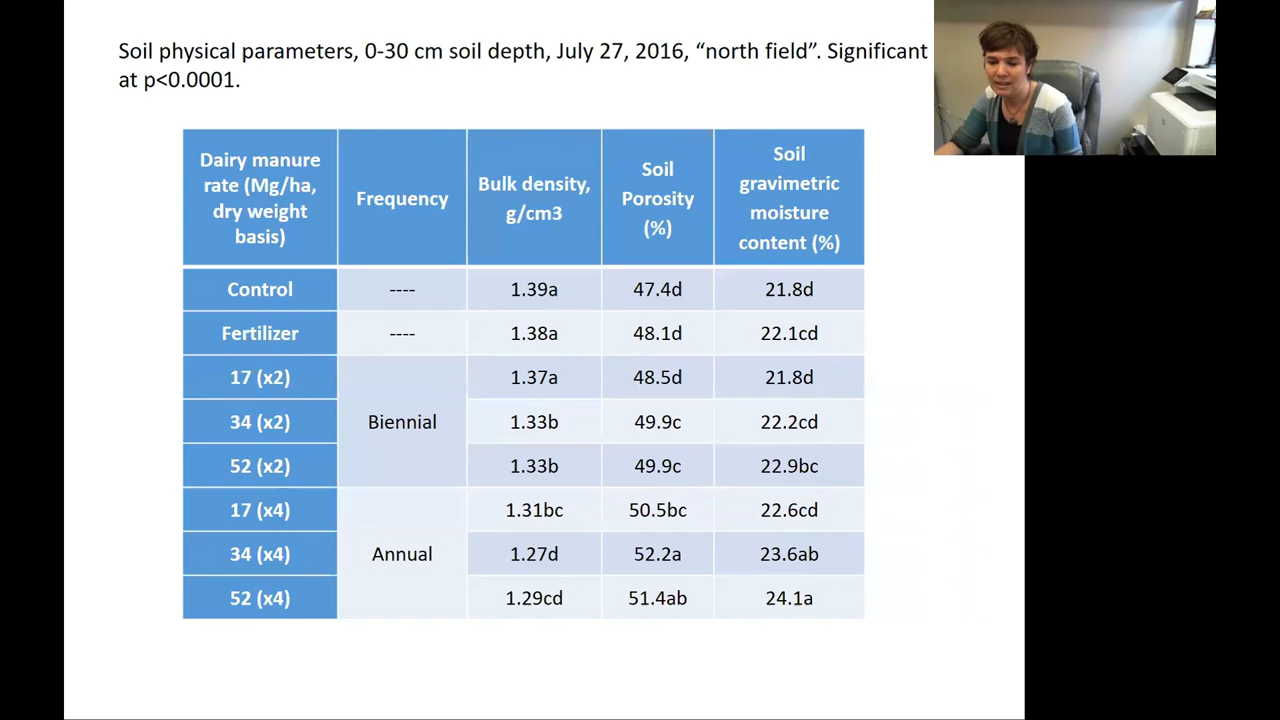 Soil physical parameters, 0-30 cm soil depth, July 27, 2016, “north field”. Significant
at p<0.0001.
Dairy manure rate (Mg/ha, dry weight basis) Frequency Bulk density, g/cm3 Soil Porosity (%) Soil gravimetric moisture content (%)
Control ---- 1.39a 47.4d 21.8d
Fertilizer ---- 1.38a 48.1d 22.1cd
17 (x2) 1.37a 48.5d 21.8d
34 (x2) Biennial 1.33b 49.9c 22.2cd
52 (x2) 1.33b 49.9c 22.9bc
17 (x4) 1.31bc 50.5bc 22.6cd
34 (x4) Annual 1.27d 52.2a 23.6ab
52 (x4) 1.29cd 51.4ab 24.1a